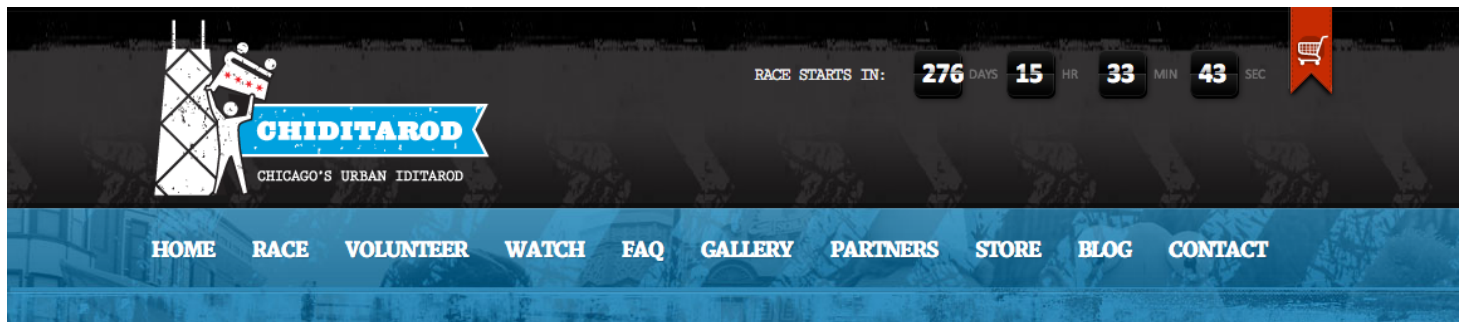 RACE STARTS IN: 276 DAYS 15 HR 33 MIN 43 SEC
CHIDITAROD
CHICAGO'S URBAN IDITAROD
HOME RACE VOLUNTEER WATCH FAQ GALLERY PARTNERS STORE BLOG CONTACT